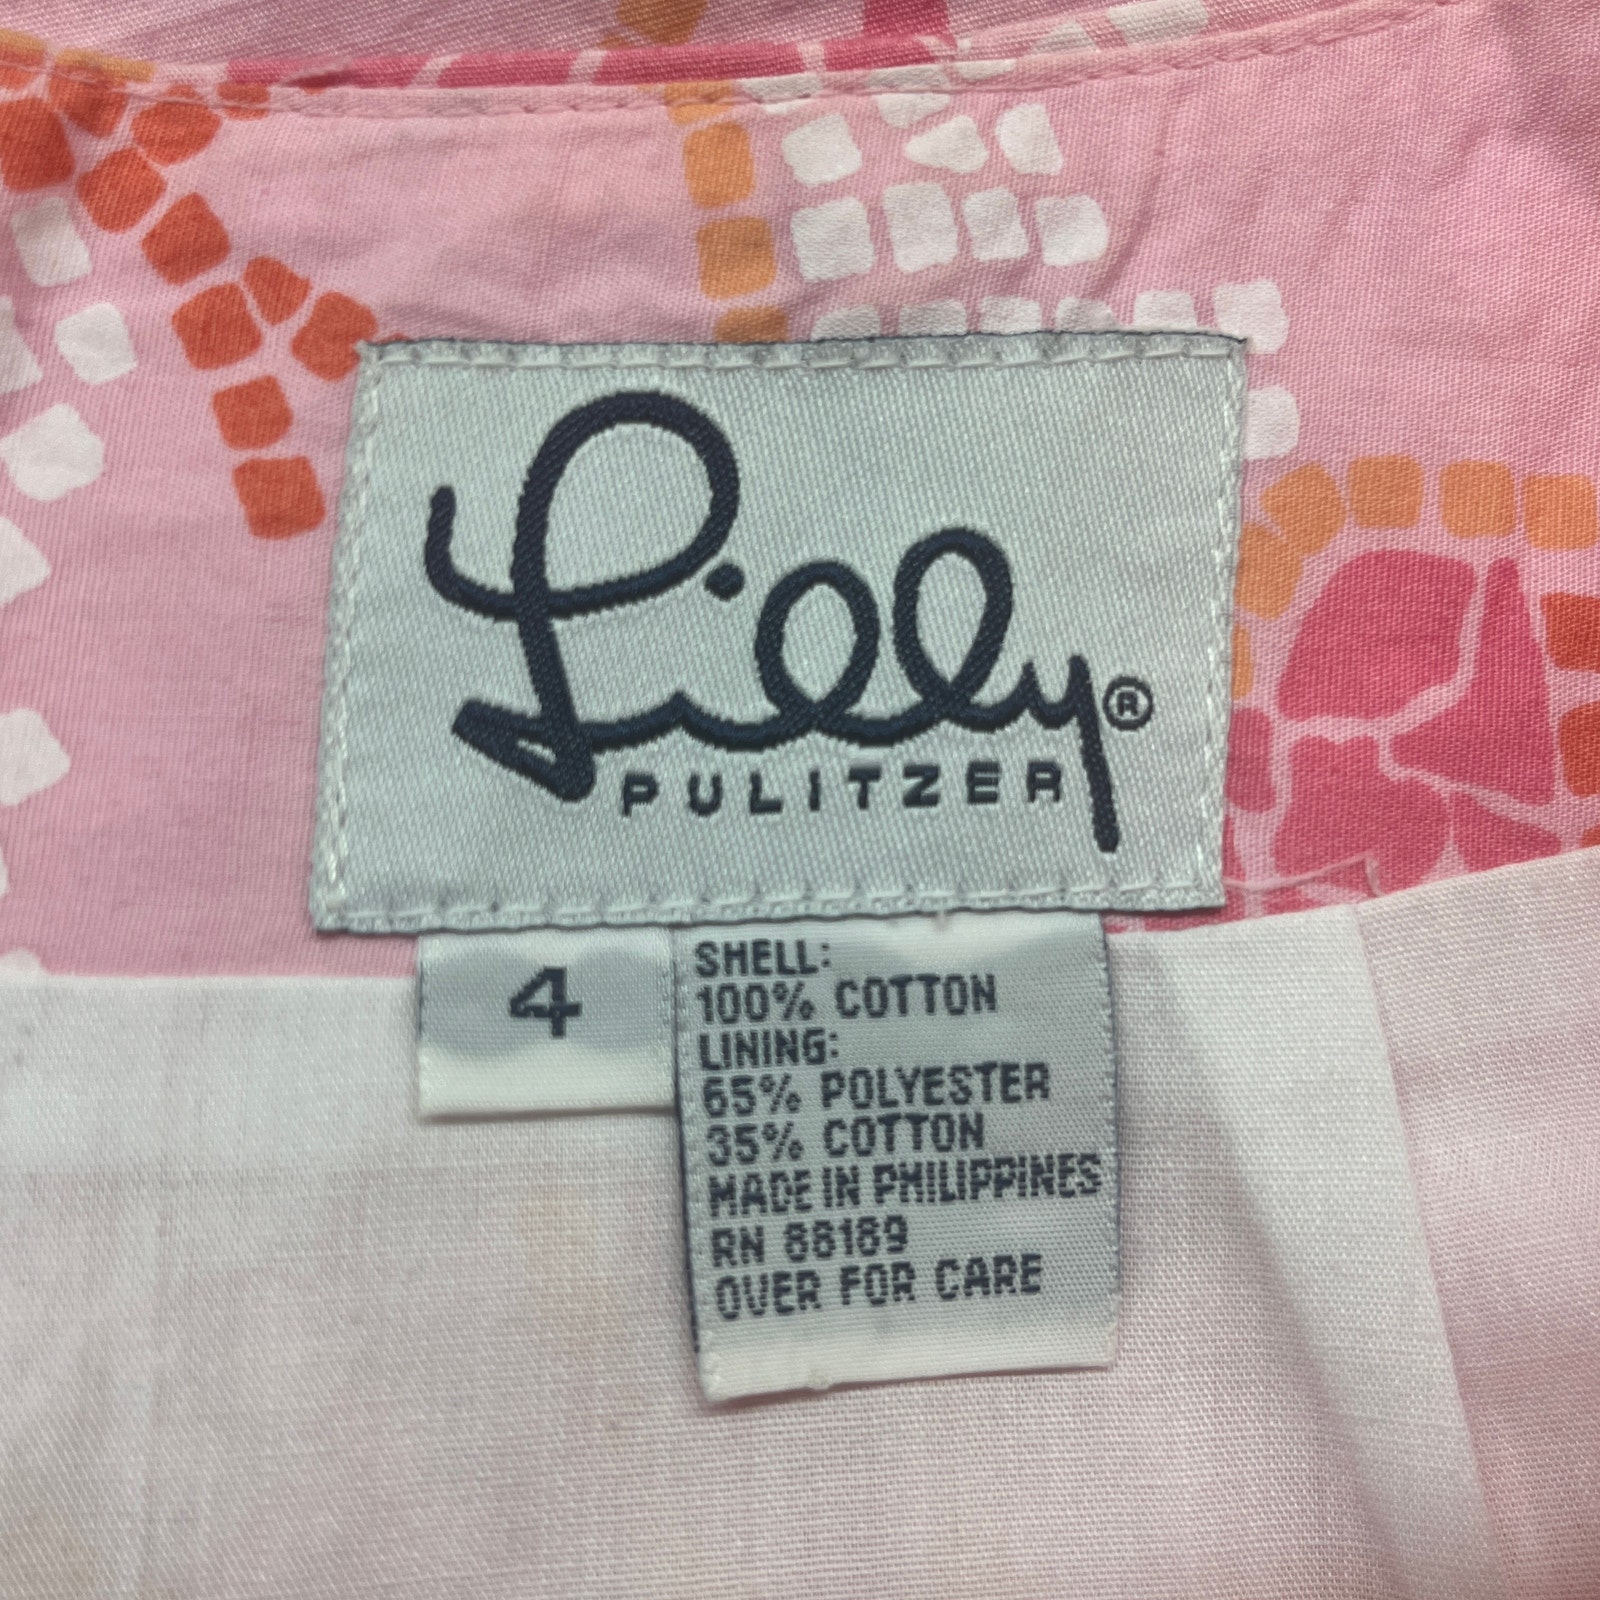 Lilly®
PULITZER
4
SHELL:
100% COTTON
LINING:
65% POLYESTER
35% COTTON
MADE IN PHILIPPINES
RN 88189
OVER FOR CARE